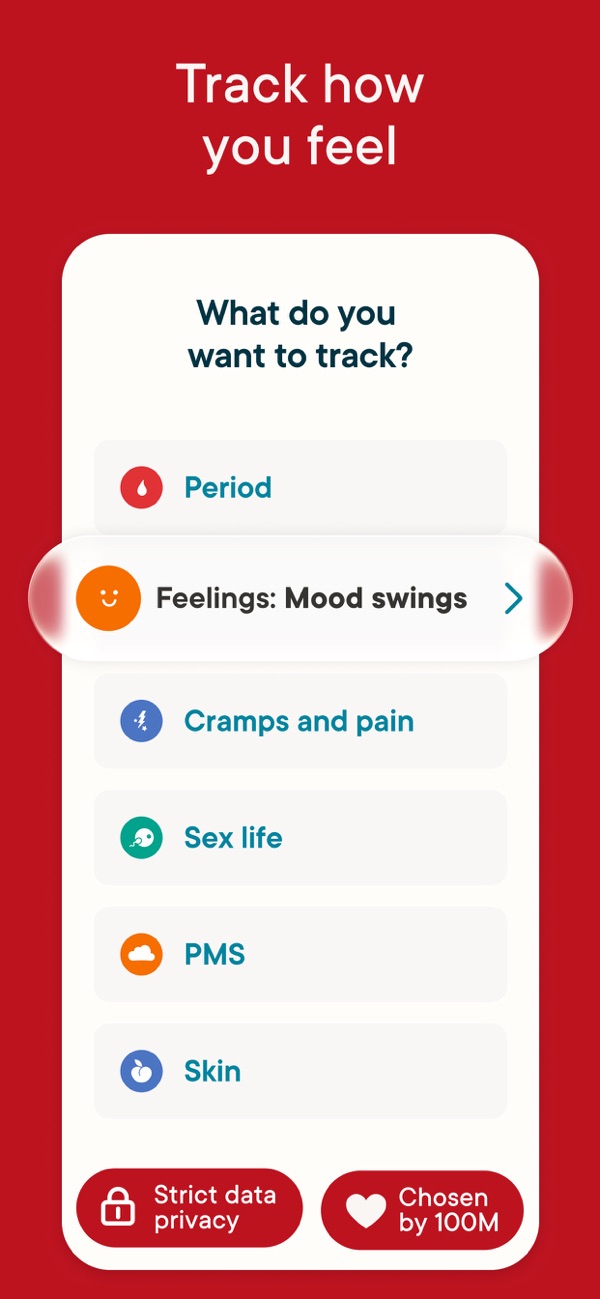 Track how
you feel
What do you
want to track?
Period
Feelings: Mood swings
Cramps and pain
Sex life
PMS
Skin
Strict data
privacy
Chosen
by 100M